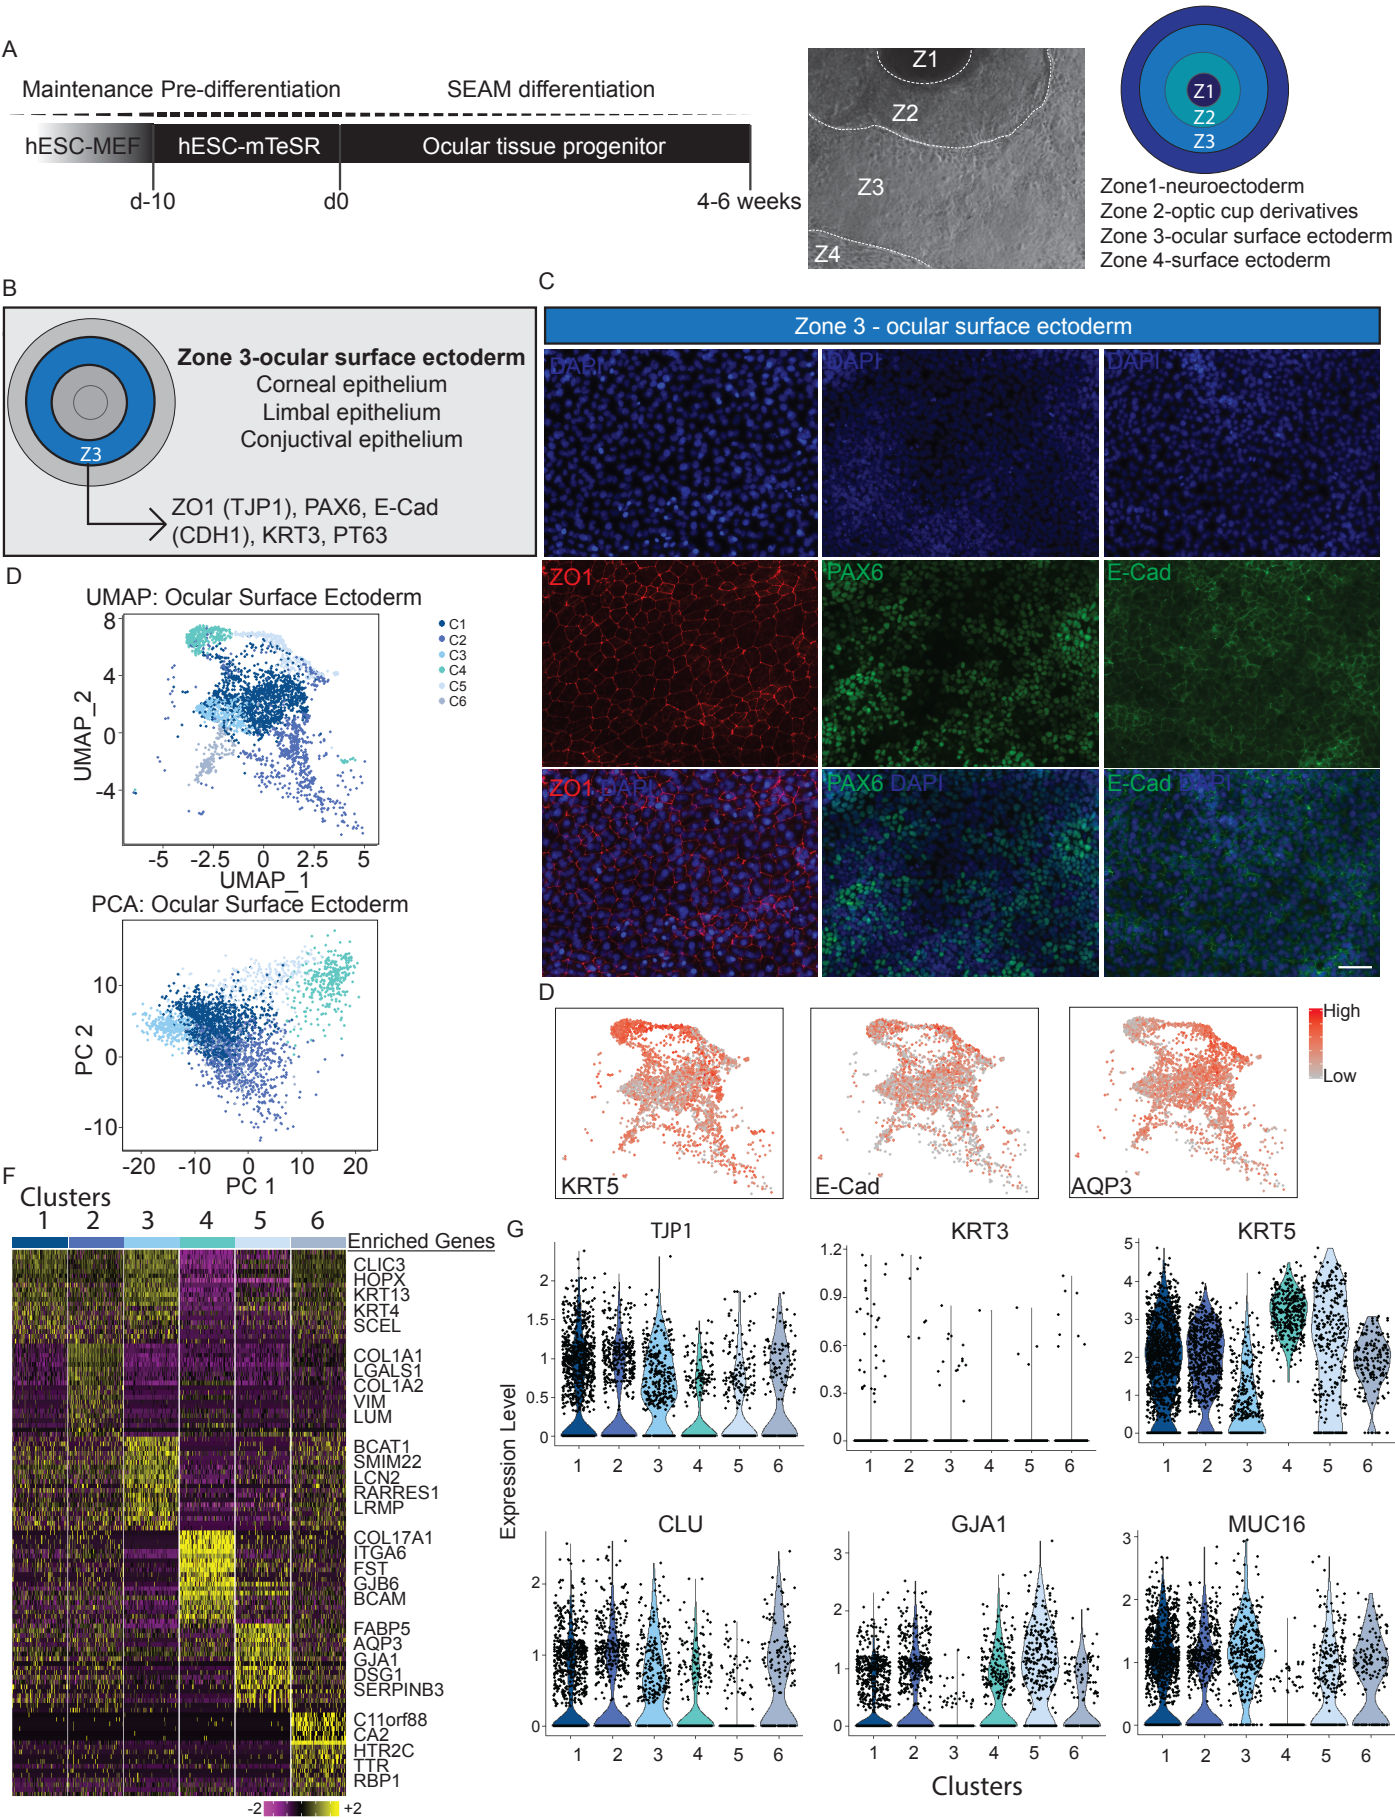 A
Maintenance Pre-differentiation SEAM differentiation
hESC-MEF hESC-mTeSR Ocular tissue progenitor
d-10 d0 4-6 weeks
Z1
Z2
Z3
Z4
Z1
Z2
Z3
Zone1-neuroectoderm
Zone 2-optic cup derivatives
Zone 3-ocular surface ectoderm
Zone 4-surface ectoderm
B
Zone 3-ocular surface ectoderm
Corneal epithelium
Limbal epithelium
Conjuctival epithelium
Z3
ZO1 (TJP1), PAX6, E-Cad
(CDH1), KRT3, PT63
C
Zone 3 - ocular surface ectoderm
DAPI DAPI DAPI
ZO1 PAX6 E-Cad
ZO1 DAPI PAX6 DAPI E-Cad DAPI
D
UMAP: Ocular Surface Ectoderm
8
4
0
-4
UMAP_2
-5 -2.5 0 2.5 5
UMAP_1
C1
C2
C3
C4
C5
C6
PCA: Ocular Surface Ectoderm
10
0
-10
PC 2
-20 -10 0 10 20
PC 1
D
KRT5 E-Cad AQP3
High
Low
F
Clusters
1 2 3 4 5 6
Enriched Genes
CLIC3
HOPX
KRT13
KRT4
SCEL
COL1A1
LGALS1
COL1A2
VIM
LUM
BCAT1
SMIM22
LCN2
RARRES1
LRMP
COL17A1
ITGA6
FST
GJB6
BCAM
FABP5
AQP3
GJA1
DSG1
SERPINB3
C11orf88
CA2
HTR2C
TTR
RBP1
-2 +2
G
Expression Level
TJP1
2
1.5
1
0.5
0
1 2 3 4 5 6
KRT3
1.2
0.9
0.6
0.3
0
1 2 3 4 5 6
KRT5
5
4
3
2
1
0
1 2 3 4 5 6
CLU
2
1
0
1 2 3 4 5 6
GJA1
3
2
1
0
1 2 3 4 5 6
MUC16
3
2
1
0
1 2 3 4 5 6
Clusters